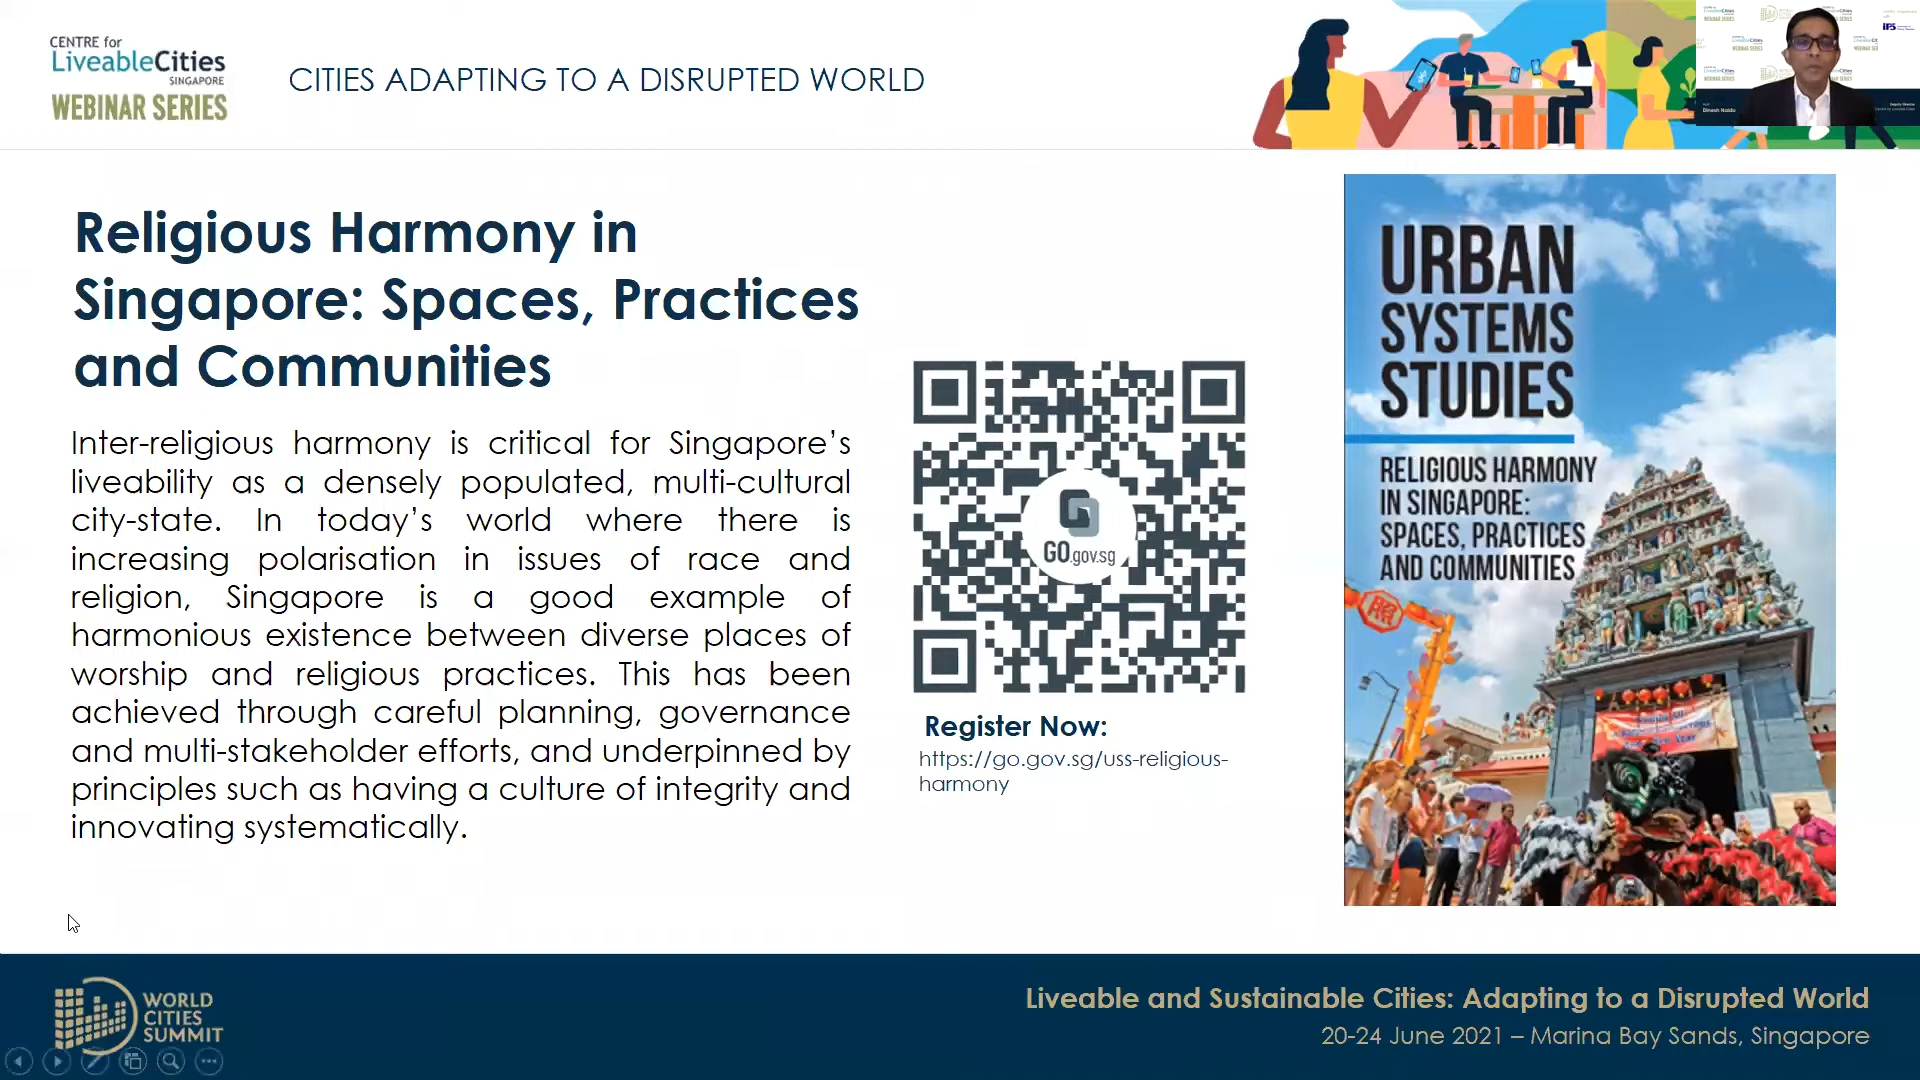 CENTRE for
LiveableCities
SINGAPORE
WEBINAR SERIES
CITIES ADAPTING TO A DISRUPTED WORLD
Dinesh Naidu
Deputy Director
Religious Harmony in
Singapore: Spaces, Practices
and Communities
Inter-religious harmony is critical for Singapore’s
liveability as a densely populated, multi-cultural
city-state. In today’s world where there is
increasing polarisation in issues of race and
religion, Singapore is a good example of
harmonious existence between diverse places of
worship and religious practices. This has been
achieved through careful planning, governance
and multi-stakeholder efforts, and underpinned by
principles such as having a culture of integrity and
innovating systematically.
GO.gov.sg
Register Now:
https://go.gov.sg/uss-religious-
harmony
URBAN
SYSTEMS
STUDIES
RELIGIOUS HARMONY
IN SINGAPORE:
SPACES, PRACTICES
AND COMMUNITIES
WORLD
CITIES
SUMMIT
Liveable and Sustainable Cities: Adapting to a Disrupted World
20-24 June 2021 – Marina Bay Sands, Singapore